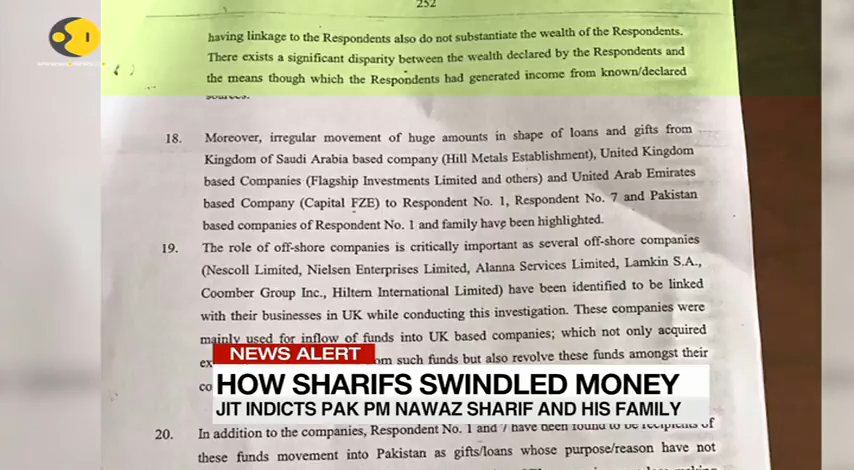 252
having linkage to the Respondents also do not substantiate the wealth of the Respondents.
There exists a significant disparity between the wealth declared by the Respondents and
the means though which the Respondents had generated income from known/declared
sources.
18. Moreover, irregular movement of huge amounts in shape of loans and gifts from
Kingdom of Saudi Arabia based company (Hill Metals Establishment), United Kingdom
based Companies (Flagship Investments Limited and others) and United Arab Emirates
based Company (Capital FZE) to Respondent No. 1, Respondent No. 7 and Pakistan
based companies of Respondent No. 1 and family have been highlighted.
19. The role of off-shore companies is critically important as several off-shore companies
(Nescoll Limited, Nielsen Enterprises Limited, Alanna Services Limited, Lamkin S.A.,
Coomber Group Inc., Hiltern International Limited) have been identified to be linked
with their businesses in UK while conducting this investigation. These companies were
mainly used for inflow of funds into UK based companies; which not only acquired
such funds but also revolve these funds amongst their
NEWS ALERT
HOW SHARIFS SWINDLED MONEY
JIT INDICTS PAK PM NAWAZ SHARIF AND HIS FAMILY
20. In addition to the companies, Respondent No. 1 and 7 have been found to be recipients of
these funds movement into Pakistan as gifts/loans whose purpose/reason have not